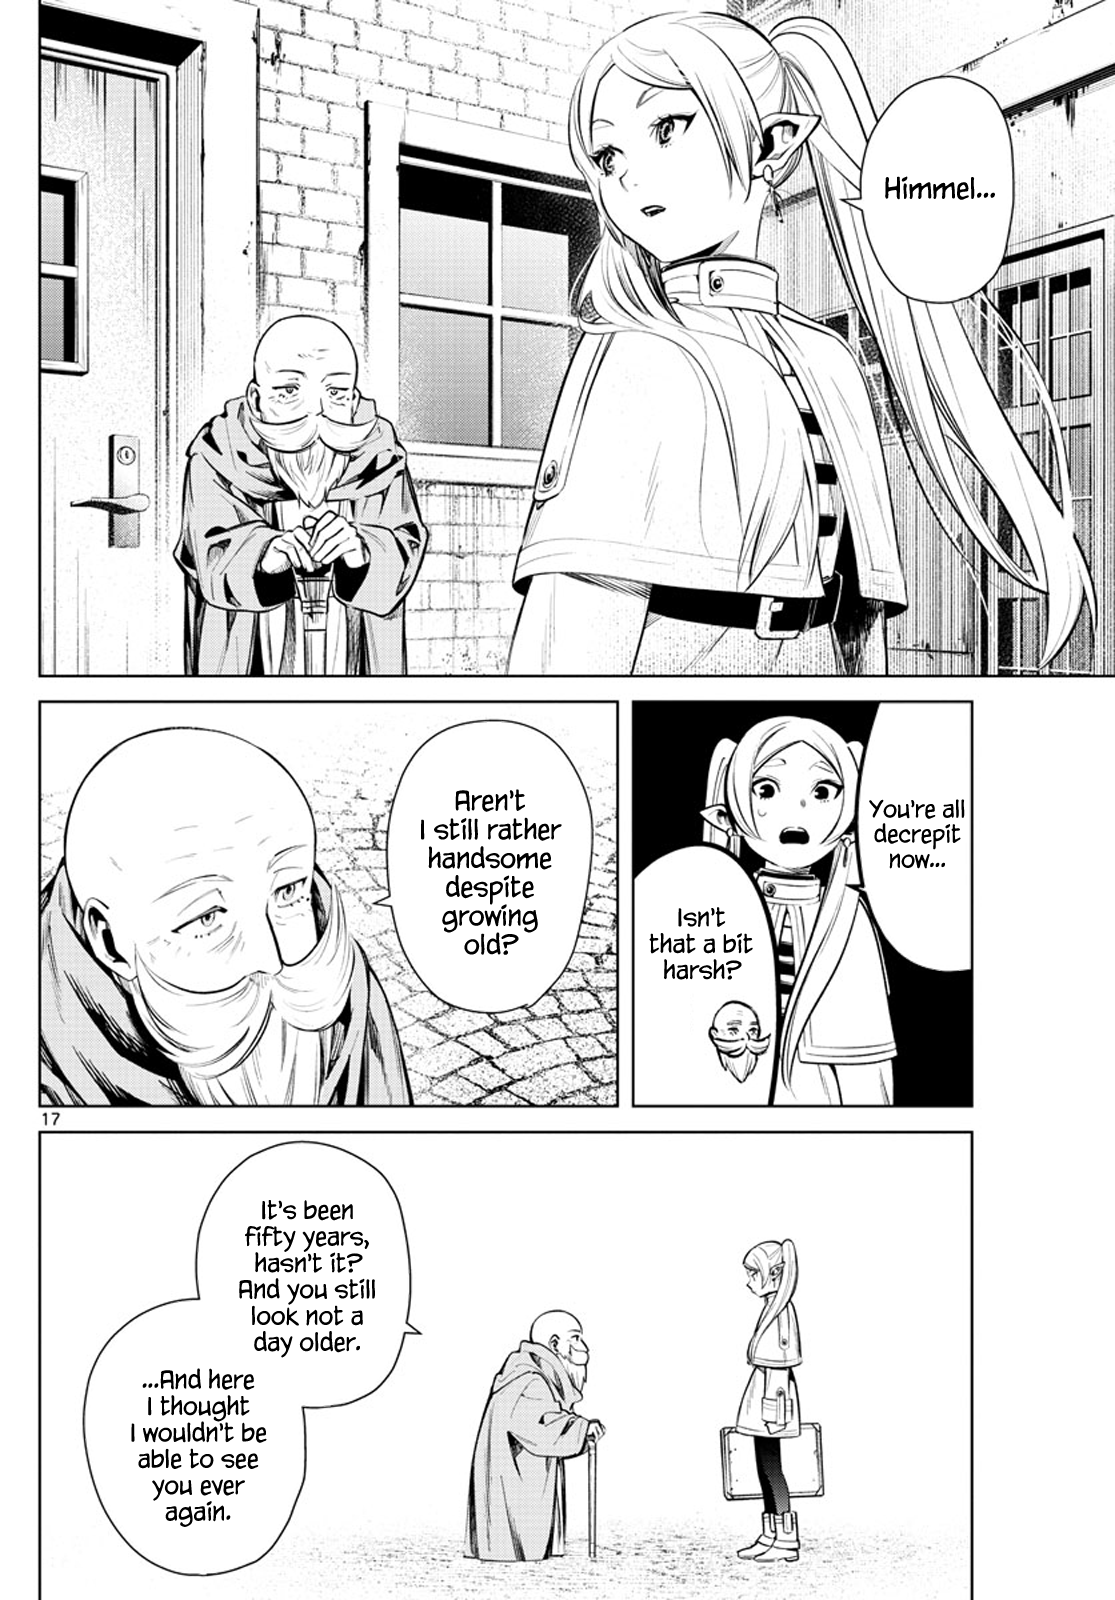 Himmel...
You're all
decrepit
now...
Isn't
that a bit
harsh?
Aren't
I still rather
handsome
despite
growing
old?
17
It's been
fifty years,
hasn't it?
And you still
look not a
day older.
...And here
I thought
I wouldn't be
able to see
you ever
again.